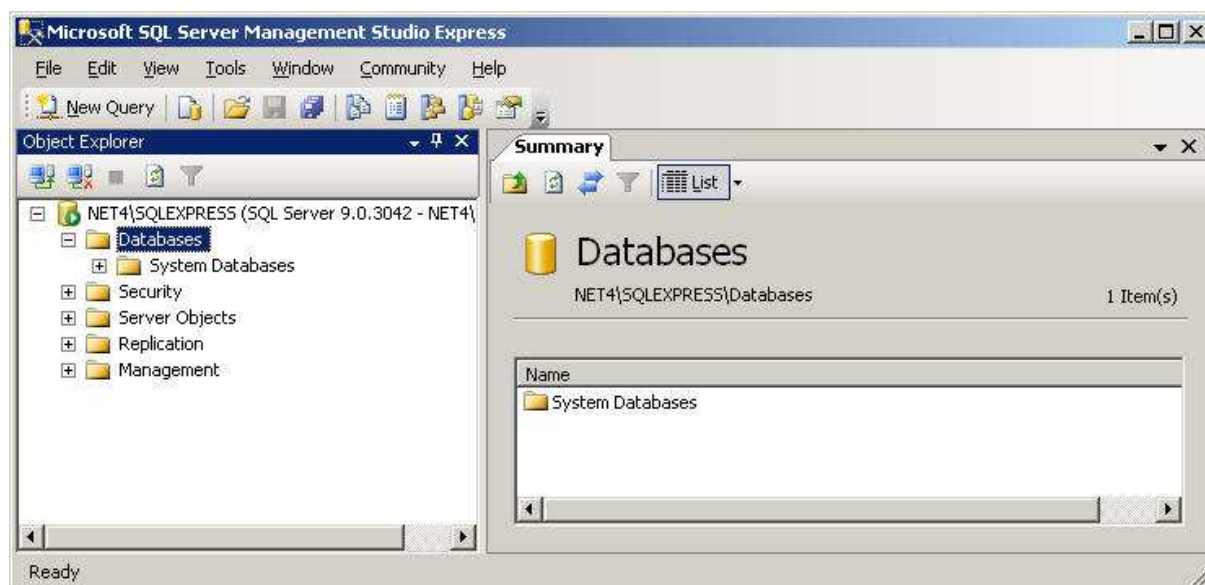 Microsoft SQL Server Management Studio Express
File Edit View Tools Window Community Help
New Query
Object Explorer
NET4\SQLEXPRESS (SQL Server 9.0.3042 - NET4\
Databases
System Databases
Security
Server Objects
Replication
Management
Summary
List
Databases
NET4\SQLEXPRESS\Databases 1 Item(s)
Name
System Databases
Ready